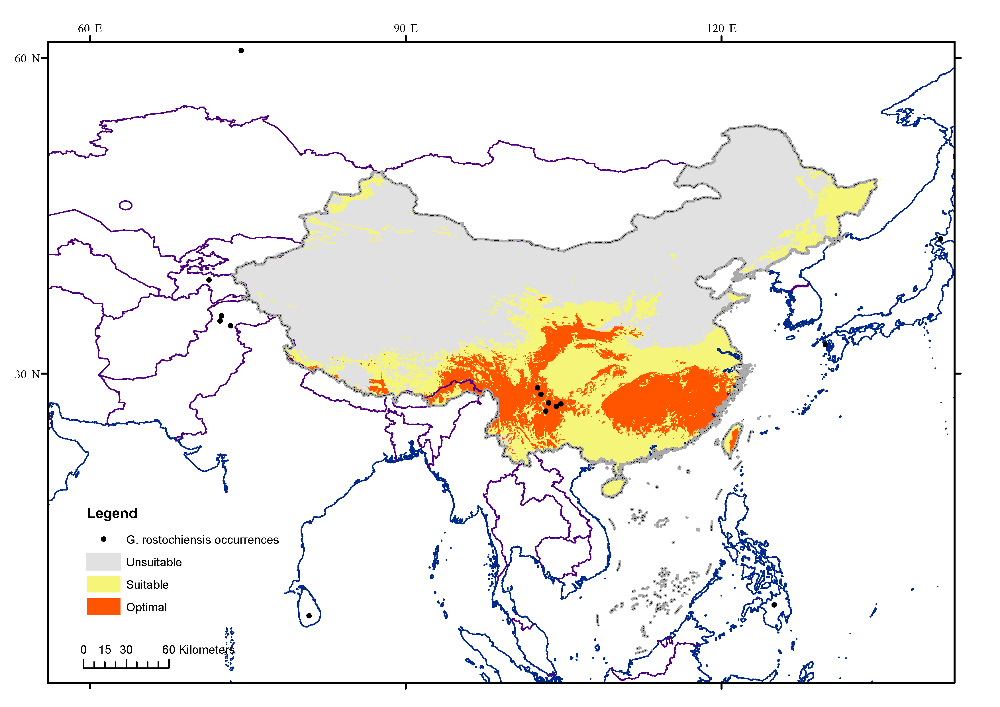 60 E 90 E 120 E
60 N
30 N
Legend
G. rostochiensis occurrences
Unsuitable
Suitable
Optimal
0 15 30 60 Kilometers